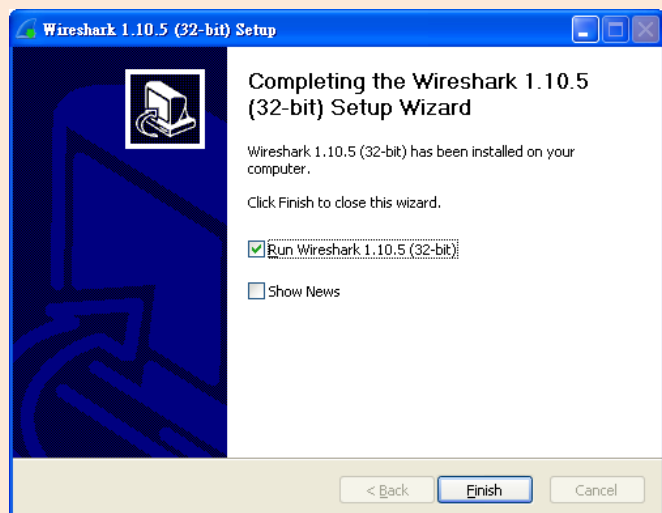 Wireshark 1.10.5 (32-bit) Setup
Completing the Wireshark 1.10.5
(32-bit) Setup Wizard
Wireshark 1.10.5 (32-bit) has been installed on your
computer.
Click Finish to close this wizard.
Run Wireshark 1.10.5 (32-bit)
Show News
< Back
Finish
Cancel